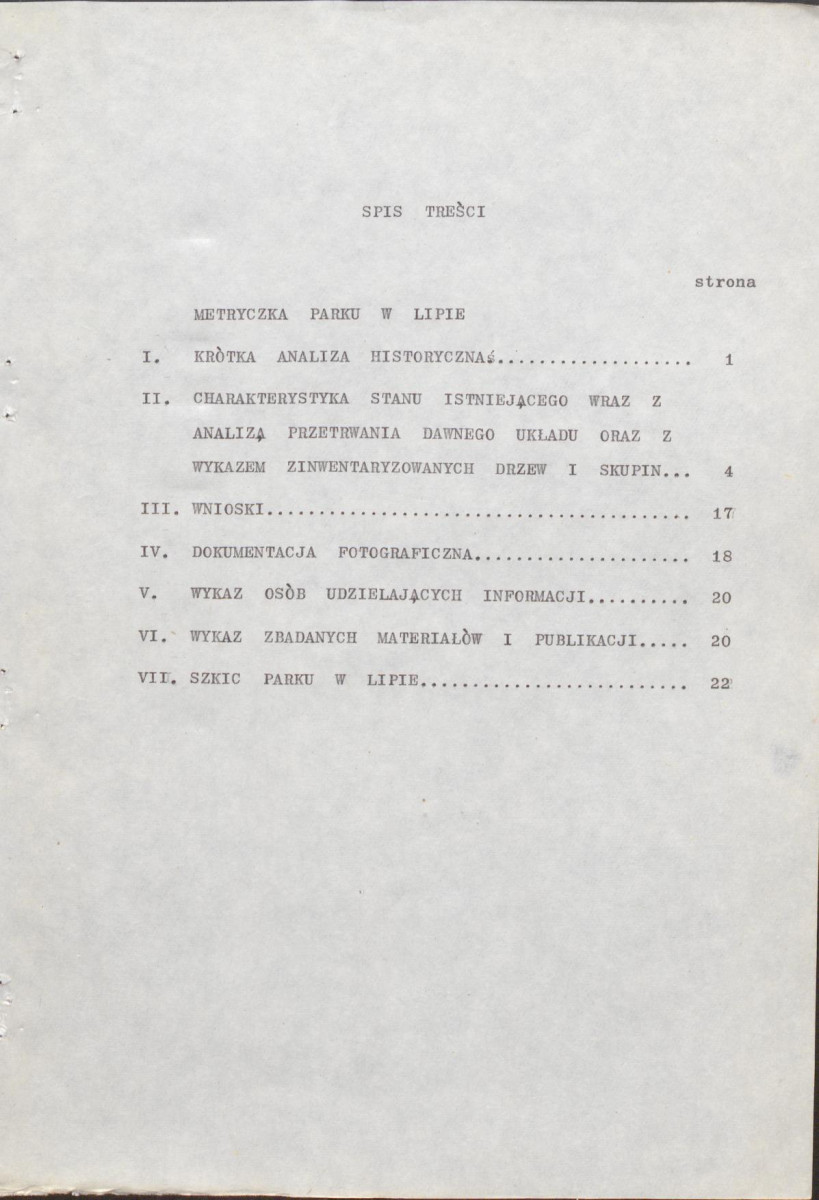 SPIS TREŚCI
strona
METRYCZKA PARKU W LIPIE
I. KRÓTKA ANALIZA HISTORYCZNAś................... 1
II. CHARAKTERYSTYKA STANU ISTNIEJĄCEGO WRAZ Z
ANALIZĄ PRZETRWANIA DAWNEGO UKŁADU ORAZ Z
WYKAZEM ZINWENTARYZOWANYCH DRZEW I SKUPIN... 4
III. WNIOSKI......................................... 17
IV. DOKUMENTACJA FOTOGRAFICZNA..................... 18
V. WYKAZ OSÓB UDZIELAJĄCYCH INFORMACJI.......... 20
VI. WYKAZ ZBADANYCH MATERIAŁÓW I PUBLIKACJI..... 20
VII. SZKIC PARKU W LIPIE.......................... 22